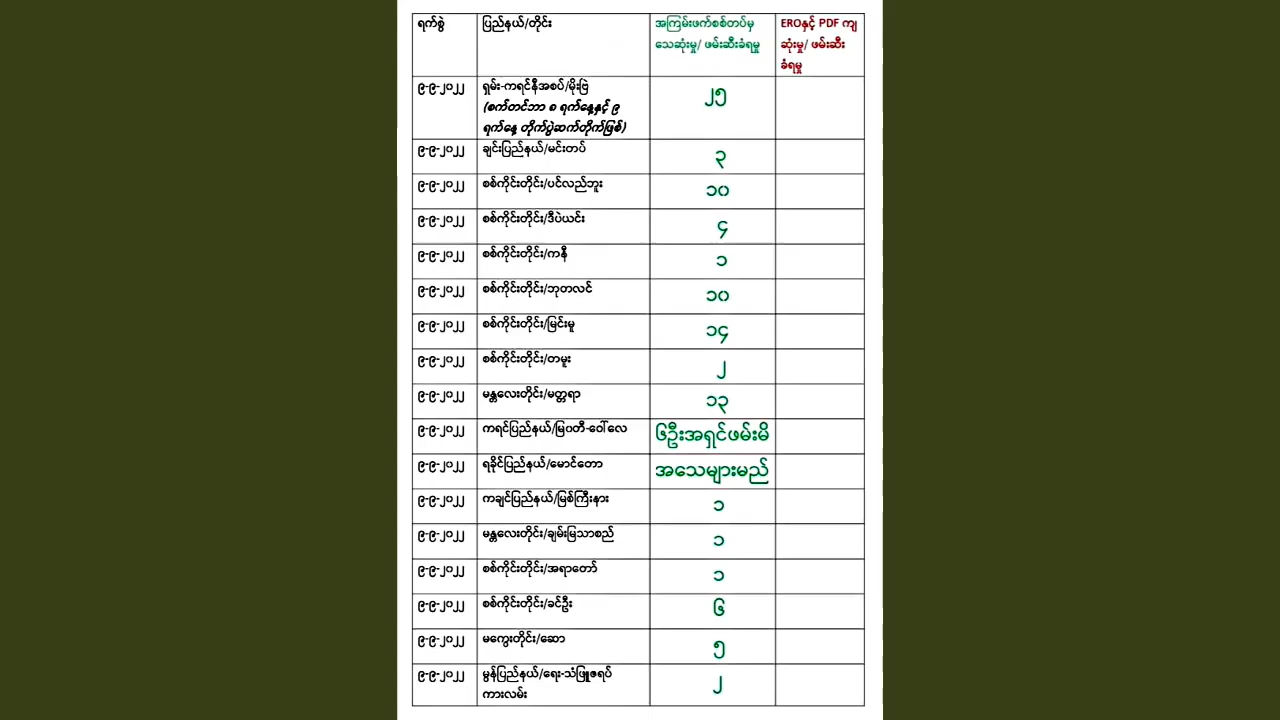 ရက်စွဲ ပြည်နယ်/တိုင်း အကြမ်းဖက်စစ်တပ်မှ EROနှင့် PDF ကျ
သေဆုံးမှု/ ဖမ်းဆီးခံရမှု ဆုံးမှု/ ဖမ်းဆီး
ခံရမှု
၉-၉-၂၀၂၂ ရှမ်း-ကရင်နီအစပ်/မိုးဗြဲ ၂၅
(စက်တင်ဘာ ၈ ရက်နေ့နှင့် ၉
ရက်နေ့ တိုက်ပွဲဆက်တိုက်ဖြစ်)
၉-၉-၂၀၂၂ ချင်းပြည်နယ်/မင်းတပ် ၃
၉-၉-၂၀၂၂ စစ်ကိုင်းတိုင်း/ပင်လည်ဘူး ၁၀
၉-၉-၂၀၂၂ စစ်ကိုင်းတိုင်း/ဒီပဲယင်း ၄
၉-၉-၂၀၂၂ စစ်ကိုင်းတိုင်း/ကနီ ၁
၉-၉-၂၀၂၂ စစ်ကိုင်းတိုင်း/ဘုတလင် ၁၀
၉-၉-၂၀၂၂ စစ်ကိုင်းတိုင်း/မြင်းမူ ၁၄
၉-၉-၂၀၂၂ စစ်ကိုင်းတိုင်း/တမူး ၂
၉-၉-၂၀၂၂ မန္တလေးတိုင်း/မတ္တရာ ၁၃
၉-၉-၂၀၂၂ ကရင်ပြည်နယ်/မြဝတီ-ဝေါ်လေ ၆ဦးအရှင်ဖမ်းမိ
၉-၉-၂၀၂၂ ရခိုင်ပြည်နယ်/မောင်တော အသေများမည်
၉-၉-၂၀၂၂ ကချင်ပြည်နယ်/မြစ်ကြီးနား ၁
၉-၉-၂၀၂၂ မန္တလေးတိုင်း/ချမ်းမြသာစည် ၁
၉-၉-၂၀၂၂ စစ်ကိုင်းတိုင်း/အရာတော် ၁
၉-၉-၂၀၂၂ စစ်ကိုင်းတိုင်း/ခင်ဦး ၆
၉-၉-၂၀၂၂ မကွေးတိုင်း/ဆော ၅
၉-၉-၂၀၂၂ မွန်ပြည်နယ်/ရေး-သံဖြူဇရပ် ၂
ကားလမ်း